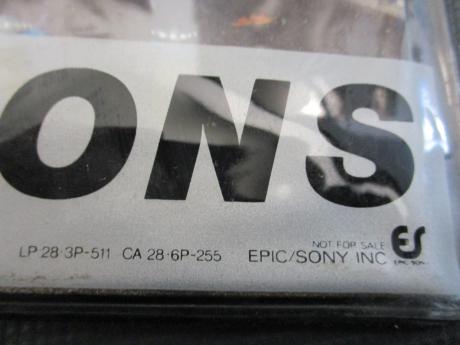 ONS
NOT FOR SALE
LP 28·3P-511 CA 28·6P-255 EPIC/SONY INC
ES
EPIC SONY